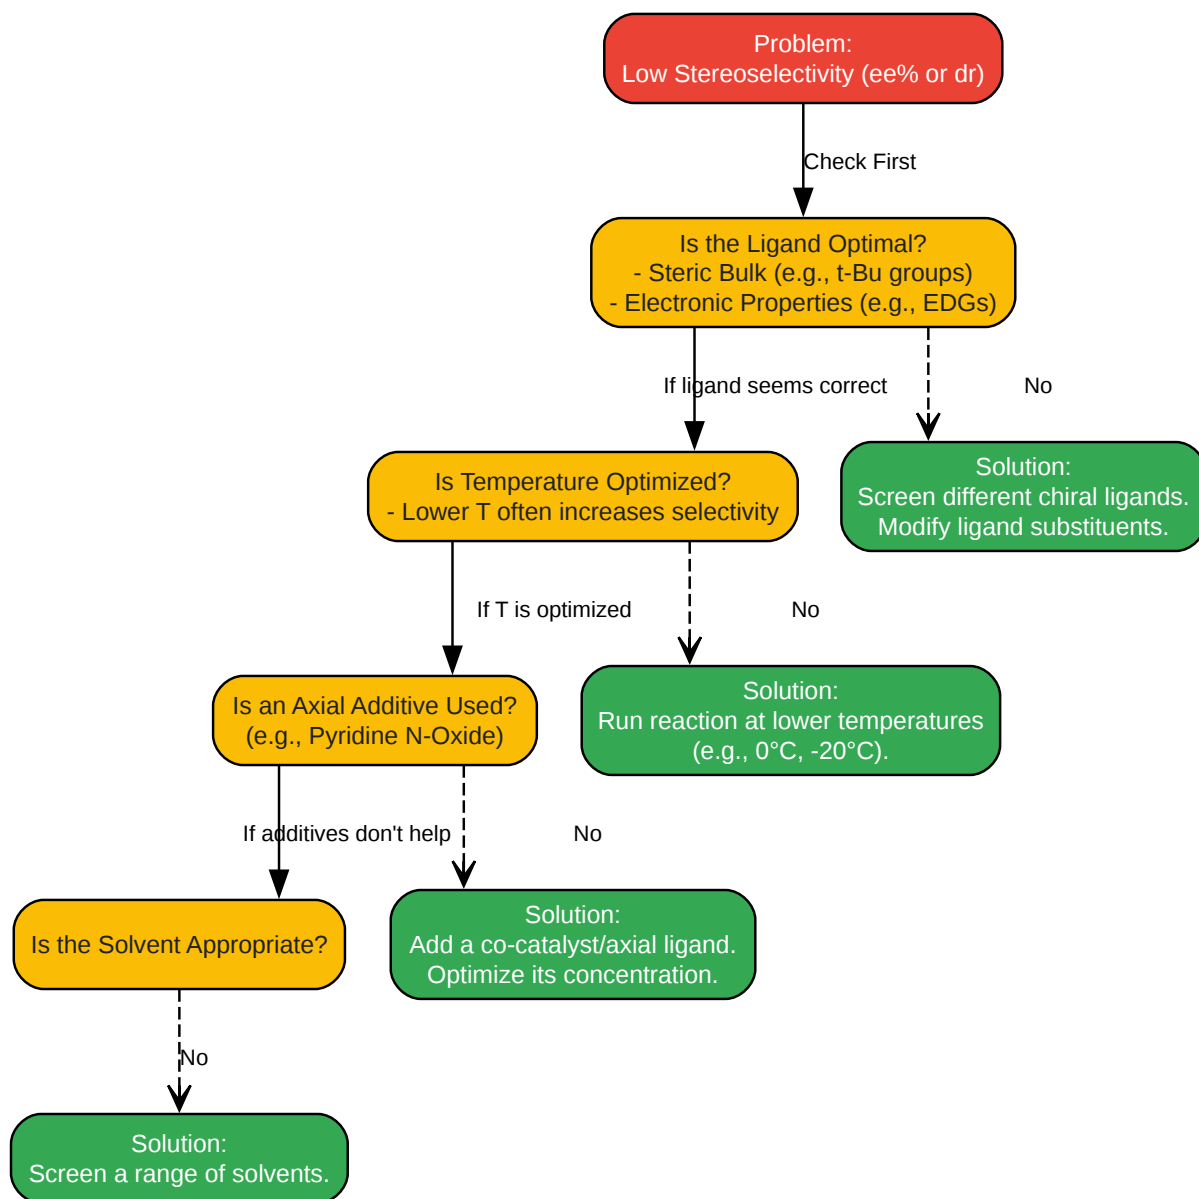 Problem:
Low Stereoselectivity (ee% or dr)
Check First
Is the Ligand Optimal?
- Steric Bulk (e.g., t-Bu groups)
- Electronic Properties (e.g., EDGs)
If ligand seems correct
No
Solution:
Screen different chiral ligands.
Modify ligand substituents.
Is Temperature Optimized?
- Lower T often increases selectivity
If T is optimized
No
Solution:
Run reaction at lower temperatures
(e.g., 0°C, -20°C).
Is an Axial Additive Used?
(e.g., Pyridine N-Oxide)
If additives don't help
No
Solution:
Add a co-catalyst/axial ligand.
Optimize its concentration.
Is the Solvent Appropriate?
No
Solution:
Screen a range of solvents.